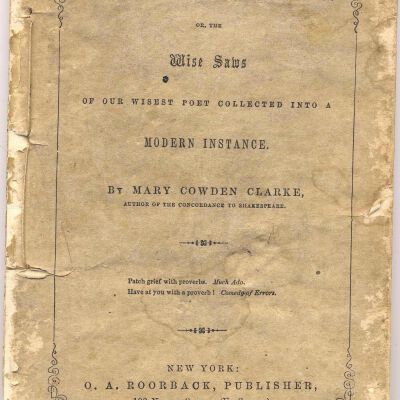 OR, THE
Wise Saws
OF OUR WISEST POET COLLECTED INTO A
MODERN INSTANCE.
BY MARY COWDEN CLARKE,
AUTHOR OF THE CONCORDANCE TO SHAKESPEARE.
Patch grief with proverbs. Much Ado.
Have at you with a proverb! Comedy of Errors.
NEW YORK:
O. A. ROORBACK, PUBLISHER,